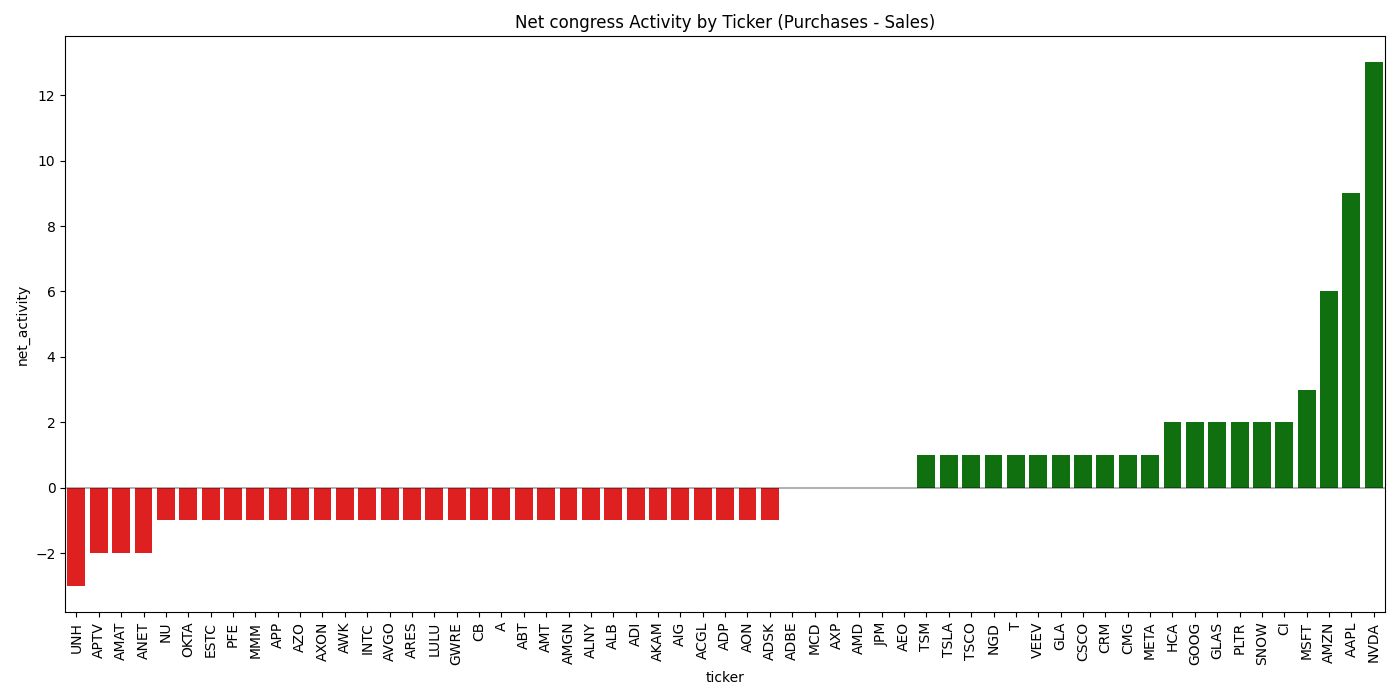 Net congress Activity by Ticker (Purchases - Sales)
net_activity
12
10
8
6
4
2
0
−2
UNH
APTV
AMAT
ANET
NU
OKTA
ESTC
PFE
MMM
APP
AZO
AXON
AWK
INTC
AVGO
ARES
LULU
GWRE
CB
A
ABT
AMT
AMGN
ALNY
ALB
ADI
AKAM
AIG
ACGL
ADP
AON
ADSK
ADBE
MCD
AXP
AMD
JPM
AEO
TSM
TSLA
TSCO
NGD
T
VEEV
GLA
CSCO
CRM
CMG
META
HCA
GOOG
GLAS
PLTR
SNOW
CI
MSFT
AMZN
AAPL
NVDA
ticker